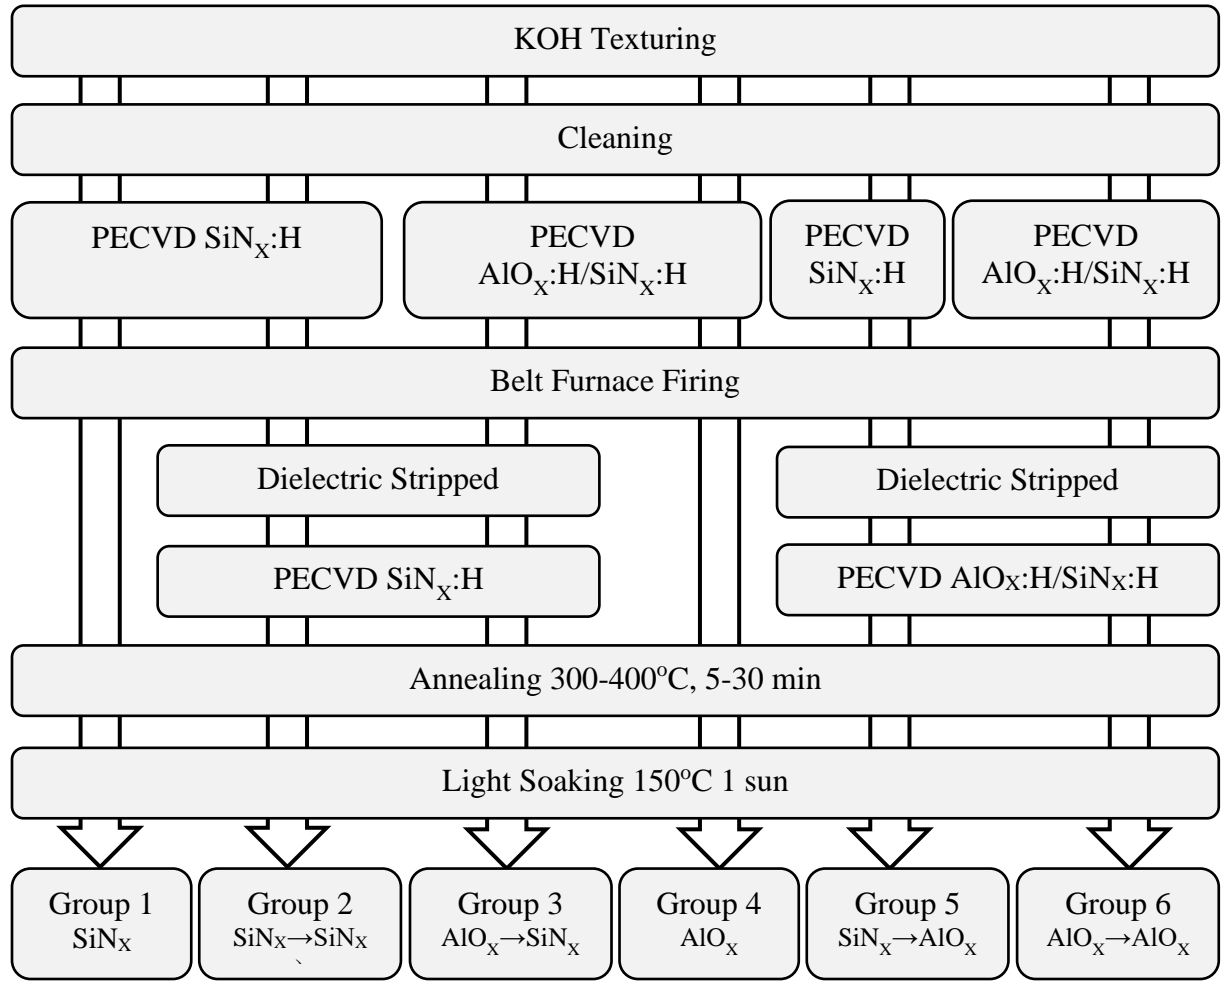 KOH Texturing
Cleaning
PECVD SiNX:H
PECVD
AlOX:H/SiNX:H
PECVD
SiNX:H
PECVD
AlOX:H/SiNX:H
Belt Furnace Firing
Dielectric Stripped
Dielectric Stripped
PECVD SiNX:H
PECVD AlOX:H/SiNX:H
Annealing 300-400°C, 5-30 min
Light Soaking 150°C 1 sun
Group 1
SiNX
Group 2
SiNX→SiNX
、
Group 3
AlOX→SiNX
Group 4
AlOX
Group 5
SiNX→AlOX
Group 6
AlOX→AlOX